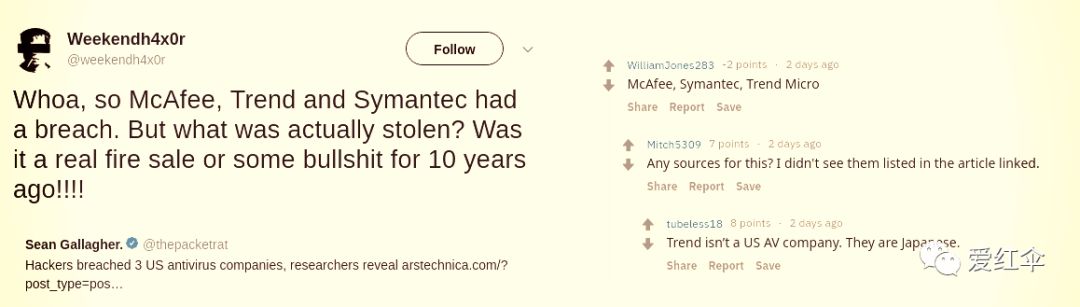 Weekendh4x0r
@weekendh4x0r
Follow
Whoa, so McAfee, Trend and Symantec had
a breach. But what was actually stolen? Was
it a real fire sale or some bullshit for 10 years
ago!!!!
Sean Gallagher. @thepacketrat
Hackers breached 3 US antivirus companies, researchers reveal arstechnica.com/?
post_type=pos…
WilliamJones283 -2 points · 2 days ago
McAfee, Symantec, Trend Micro
Share Report Save
Mitch5309 7 points · 2 days ago
Any sources for this? I didn't see them listed in the article linked.
Share Report Save
tubeless18 8 points · 2 days ago
Trend isn’t a US AV company. They are Japanese.
Share Report Save
爱红伞